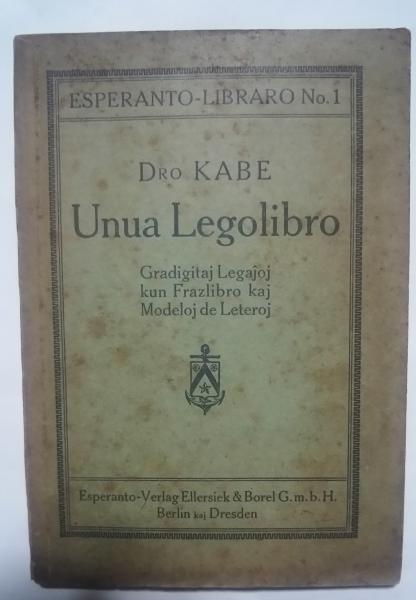 ESPERANTO-LIBRARO No. 1
DRO KABE
Unua Legolibro
Gradigitaj Legaĵoj
kun Frazlibro kaj
Modeloj de Leteroj
Esperanto-Verlag Ellersiek & Borel G. m. b. H.
Berlin kaj Dresden